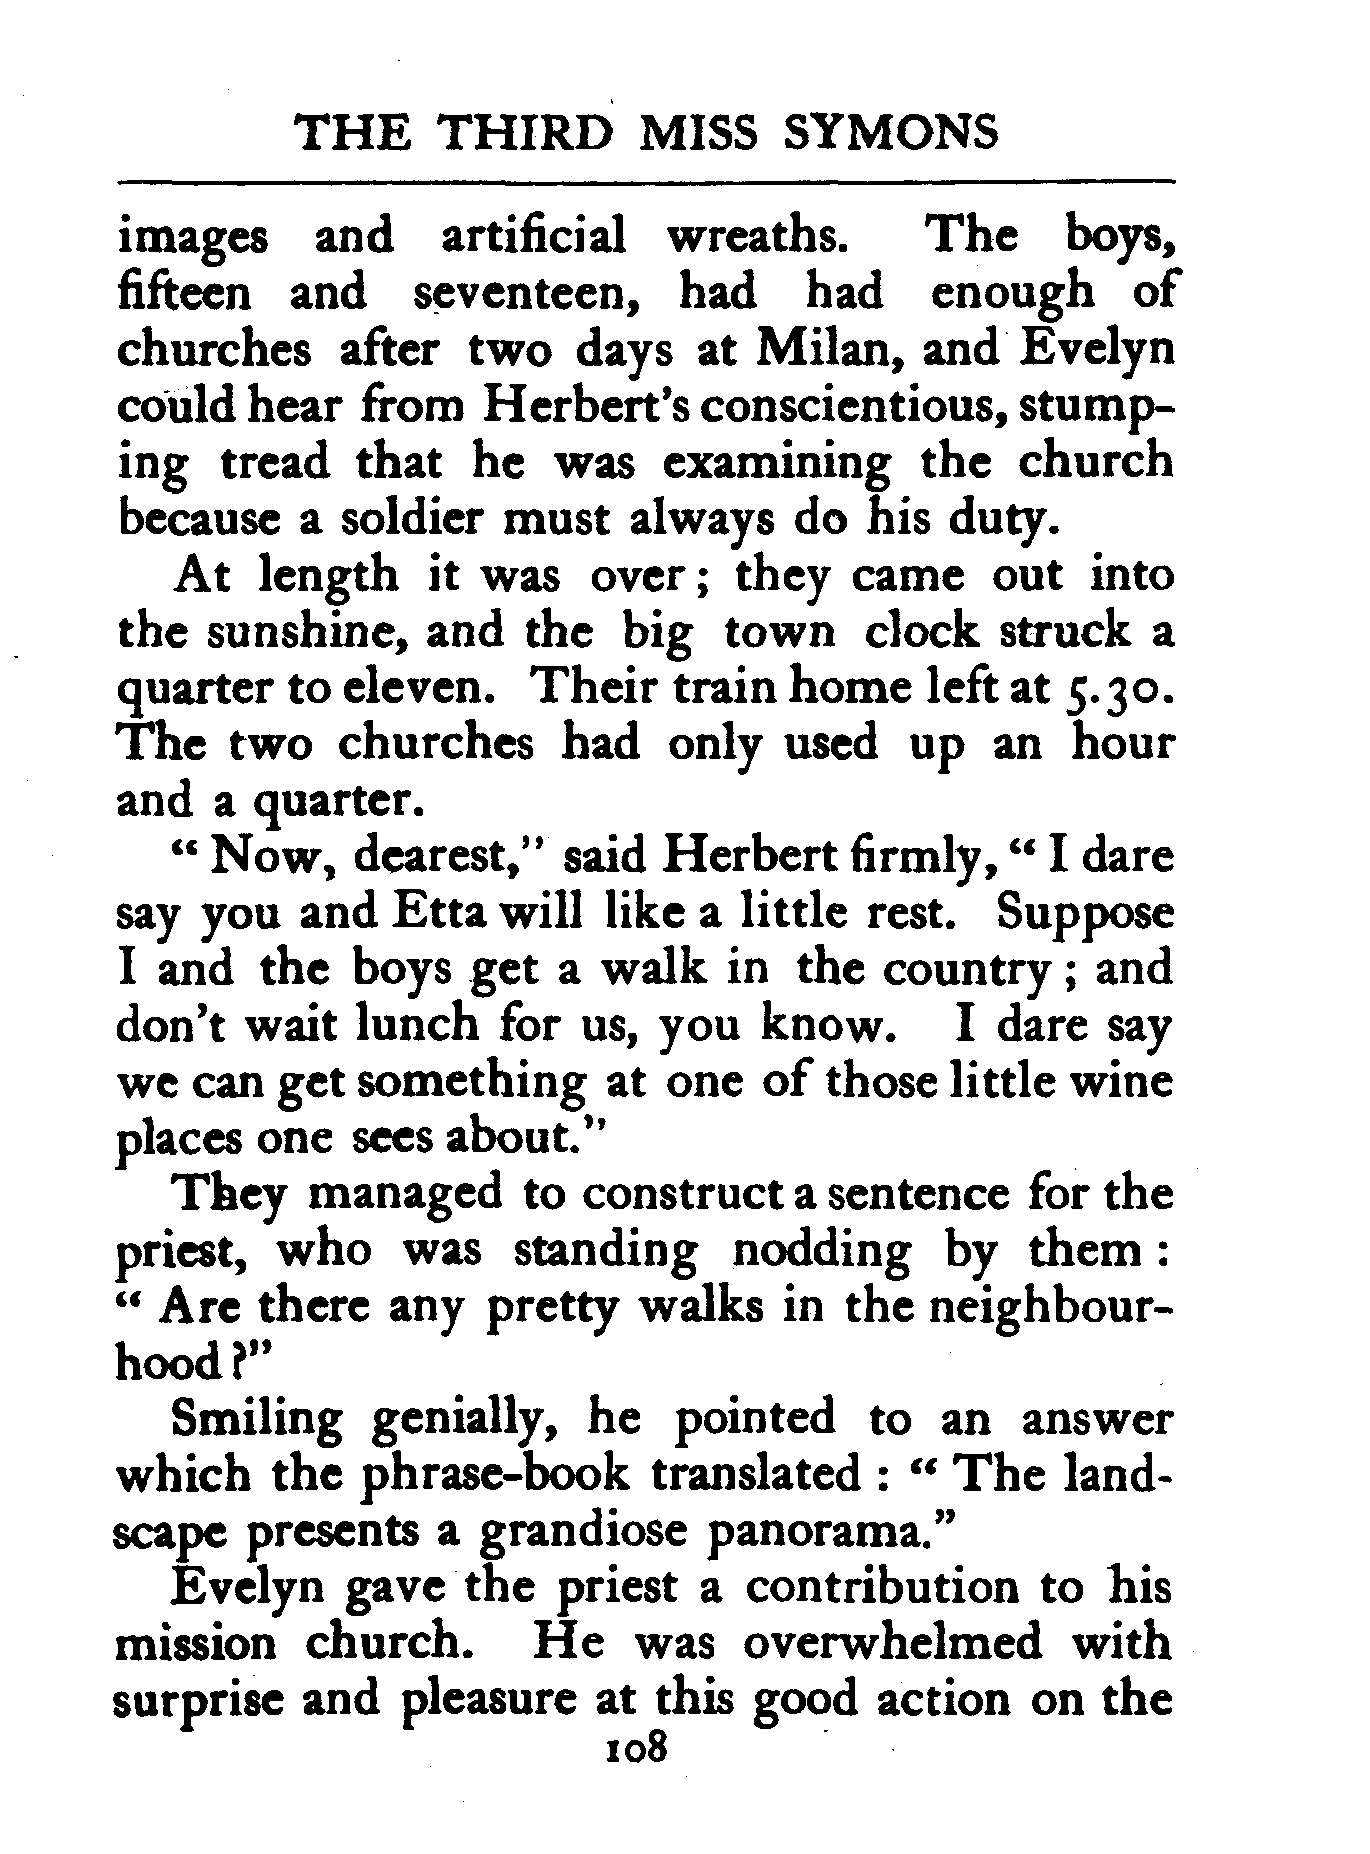 THE THIRD MISS SYMONS
images and artificial wreaths. The boys,
fifteen and seventeen, had had enough of
churches after two days at Milan, and Evelyn
could hear from Herbert's conscientious, stump-
ing tread that he was examining the church
because a soldier must always do his duty.
At length it was over ; they came out into
the sunshine, and the big town clock struck a
quarter to eleven. Their train home left at 5.30.
The two churches had only used up an hour
and a quarter.
“ Now, dearest,” said Herbert firmly, “ I dare
say you and Etta will like a little rest. Suppose
I and the boys get a walk in the country ; and
don't wait lunch for us, you know. I dare say
we can get something at one of those little wine
places one sees about.”
They managed to construct a sentence for the
priest, who was standing nodding by them :
“ Are there any pretty walks in the neighbour-
hood ?”
Smiling genially, he pointed to an answer
which the phrase-book translated : “ The land-
scape presents a grandiose panorama.”
Evelyn gave the priest a contribution to his
mission church. He was overwhelmed with
surprise and pleasure at this good action on the
108